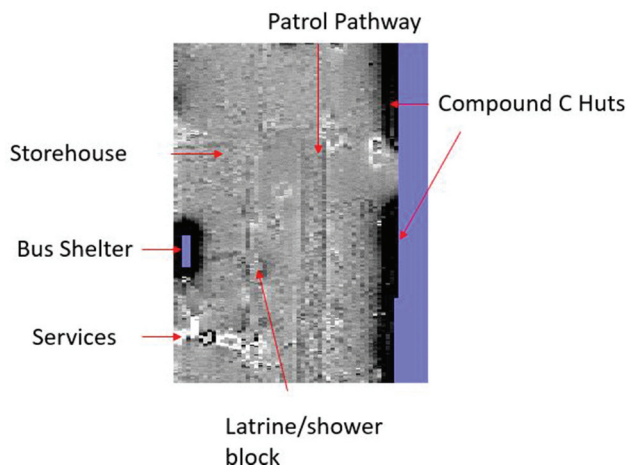 Patrol Pathway
Compound C Huts
Storehouse
Bus Shelter
Services
Latrine/shower
block